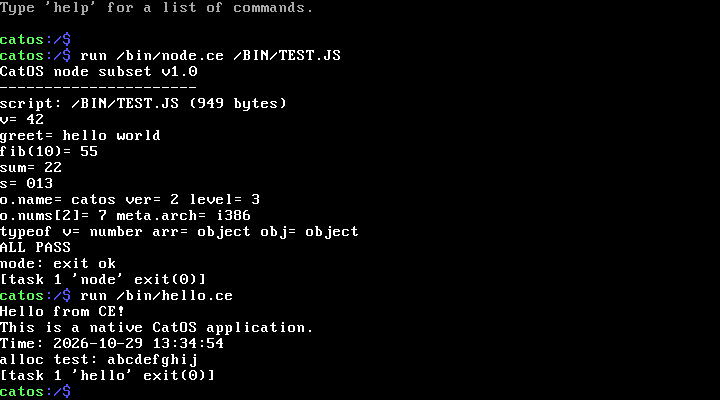 Type 'help' for a list of commands.
catos:/$
catos:/$ run /bin/node.ce /BIN/TEST.JS
CatOS node subset v1.0
----------------------
script: /BIN/TEST.JS (949 bytes)
v= 42
greet= hello world
fib(10)= 55
sum= 22
s= 013
o.name= catos ver= 2 level= 3
o.nums[2]= 7 meta.arch= i386
typeof v= number arr= object obj= object
ALL PASS
node: exit ok
[task 1 'node' exit(0)]
catos:/$ run /bin/hello.ce
Hello from CE!
This is a native CatOS application.
Time: 2026-10-29 13:34:54
alloc test: abcdefghij
[task 1 'hello' exit(0)]
catos:/$